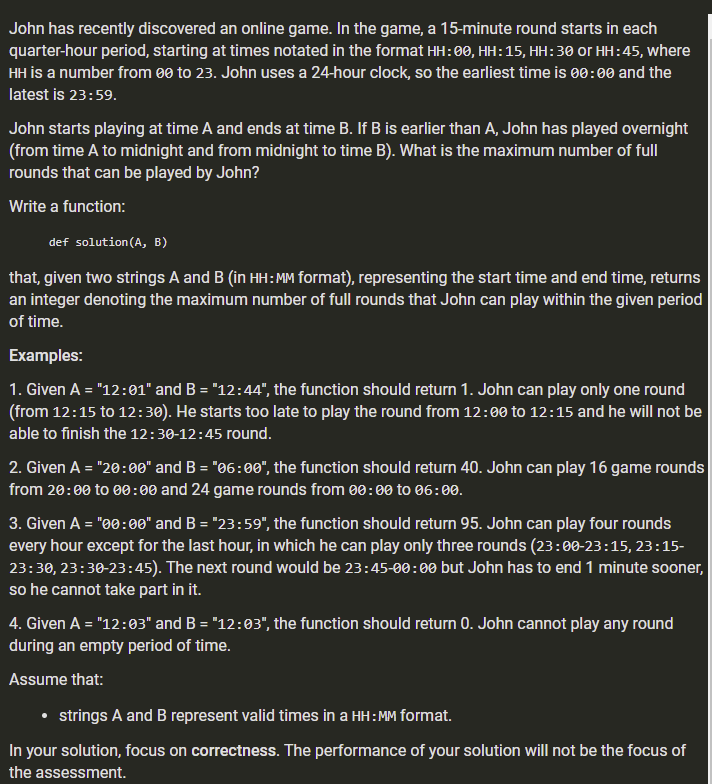 John has recently discovered an online game. In the game, a 15-minute round starts in each
quarter-hour period, starting at times notated in the format HH:00, HH:15, HH:30 or HH:45, where
HH is a number from 00 to 23. John uses a 24-hour clock, so the earliest time is 00:00 and the
latest is 23:59.
John starts playing at time A and ends at time B. If B is earlier than A, John has played overnight
(from time A to midnight and from midnight to time B). What is the maximum number of full
rounds that can be played by John?
Write a function:
def solution(A, B)
that, given two strings A and B (in HH:MM format), representing the start time and end time, returns
an integer denoting the maximum number of full rounds that John can play within the given period
of time.
Examples:
1. Given A = "12:01" and B = "12:44", the function should return 1. John can play only one round
(from 12:15 to 12:30). He starts too late to play the round from 12:00 to 12:15 and he will not be
able to finish the 12:30-12:45 round.
2. Given A = "20:00" and B = "06:00", the function should return 40. John can play 16 game rounds
from 20:00 to 00:00 and 24 game rounds from 00:00 to 06:00.
3. Given A = "00:00" and B = "23:59", the function should return 95. John can play four rounds
every hour except for the last hour, in which he can play only three rounds (23:00-23:15, 23:15-
23:30, 23:30-23:45). The next round would be 23:45-00:00 but John has to end 1 minute sooner,
so he cannot take part in it.
4. Given A = "12:03" and B = "12:03", the function should return 0. John cannot play any round
during an empty period of time.
Assume that:
• strings A and B represent valid times in a HH:MM format.
In your solution, focus on correctness. The performance of your solution will not be the focus of
the assessment.